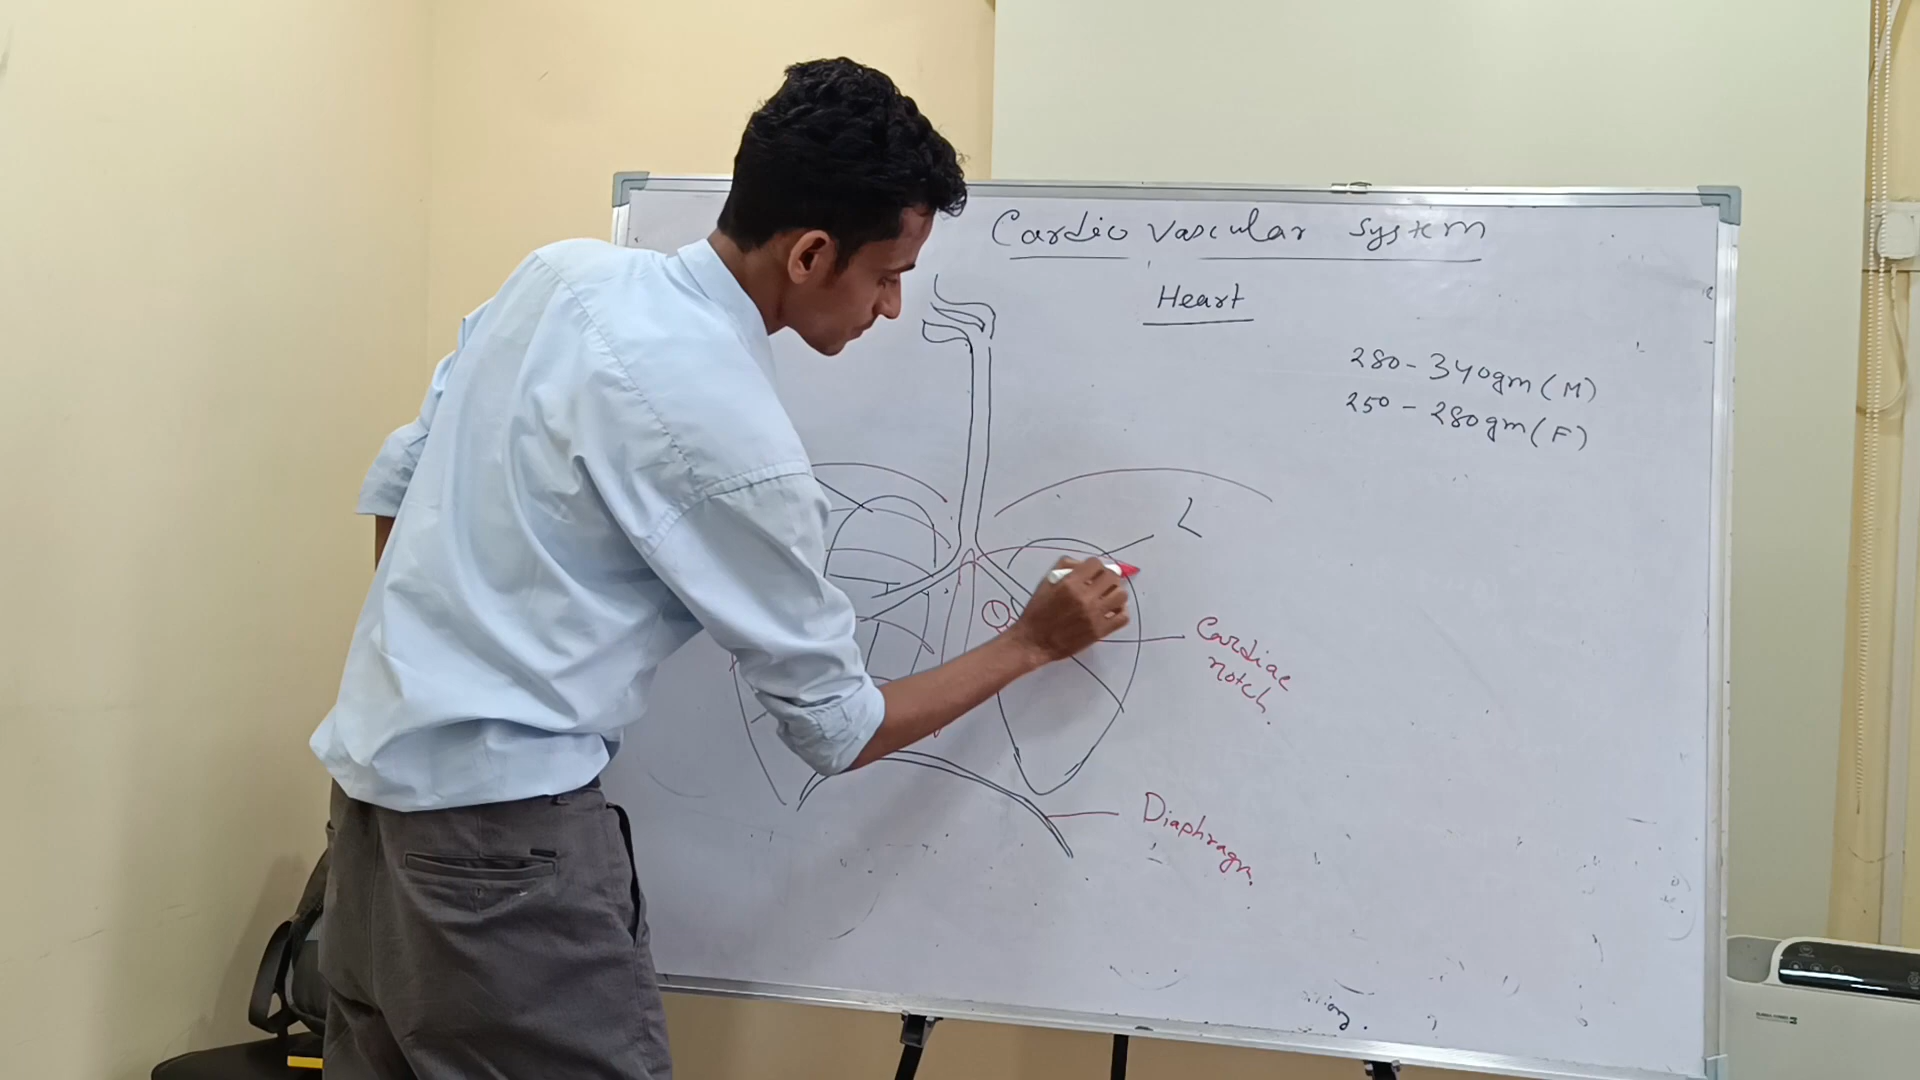 Cardio vascular System
Heart
280 - 340gm (M)
250 - 280gm (F)
L
Cardiac
notch.
Diaphragm.